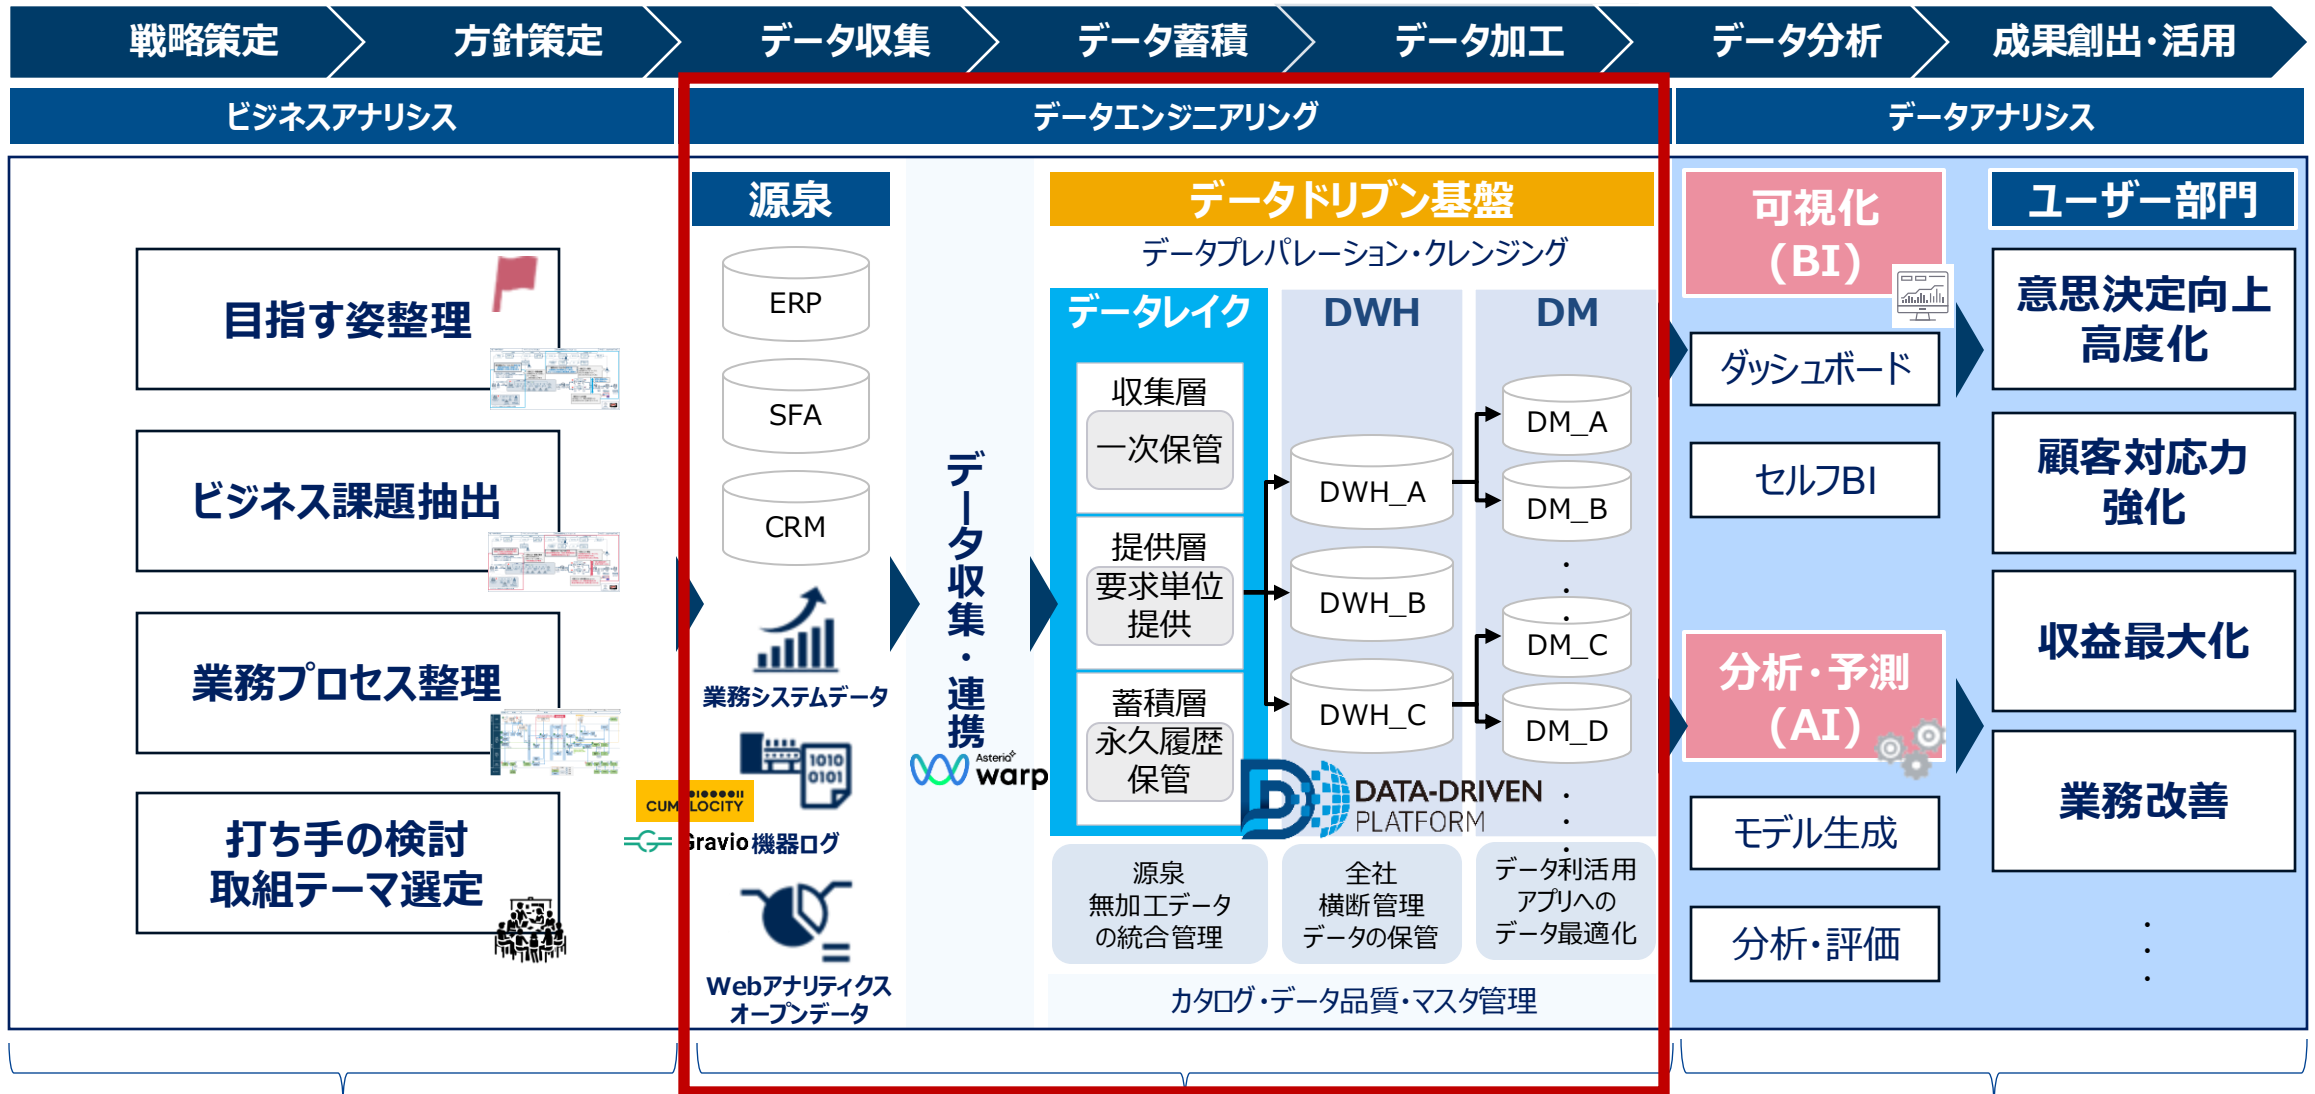 戦略策定
方針策定
データ収集
データ蓄積
データ加工
データ分析
成果創出・活用
ビジネスアナリシス
データエンジニアリング
データアナリシス
目指す姿整理
ビジネス課題抽出
業務プロセス整理
打ち手の検討
取組テーマ選定
源泉
ERP
SFA
CRM
業務システムデータ
1010
0101
CUM LOCITY
Gravio
機器ログ
Webアナリティクス
オープンデータ
データ収集・連携
Asteria
warp
データドリブン基盤
データプレパレーション・クレンジング
データレイク
収集層
一次保管
提供層
要求単位
提供
蓄積層
永久履歴
保管
DWH
DWH_A
DWH_B
DWH_C
DM
DM_A
DM_B
DM_C
DM_D
DATA-DRIVEN
PLATFORM
源泉
無加工データ
の統合管理
全社
横断管理
データの保管
データ利活用
アプリへの
データ最適化
カタログ・データ品質・マスタ管理
可視化
(BI)
ダッシュボード
セルフBI
分析・予測
(AI)
モデル生成
分析・評価
ユーザー部門
意思決定向上
高度化
顧客対応力
強化
収益最大化
業務改善